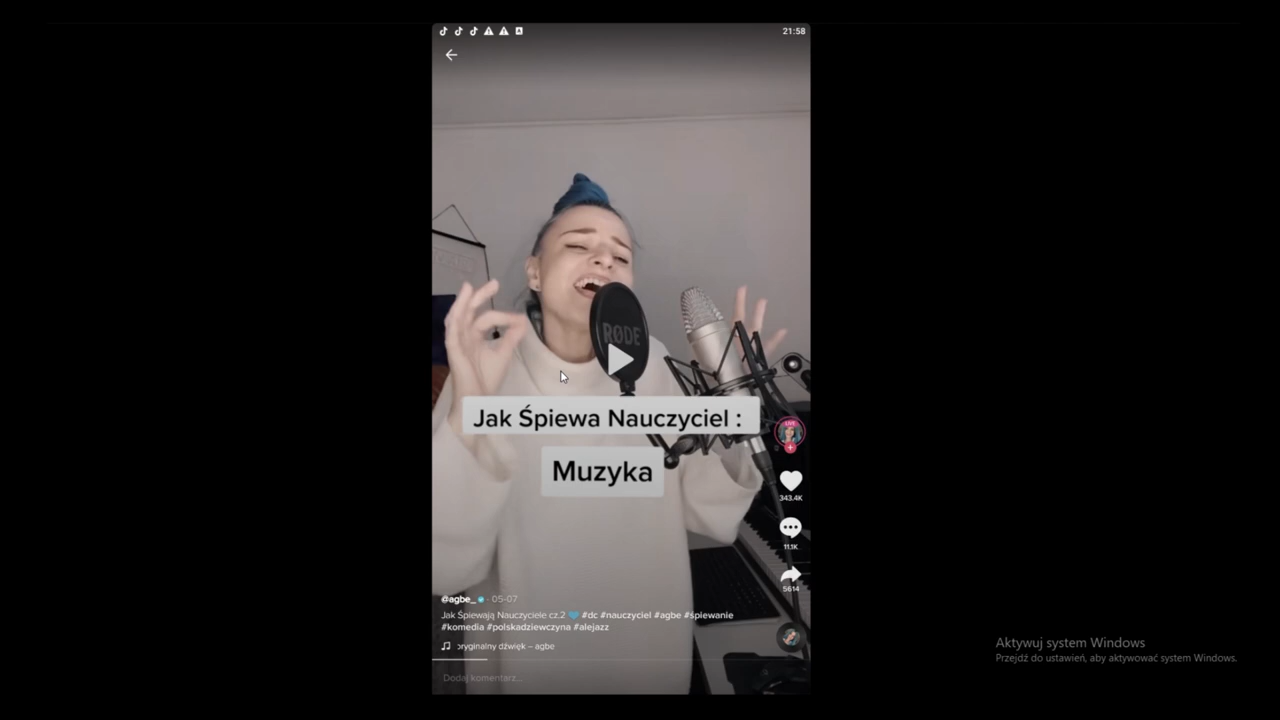 21:58
RØDE
Jak Śpiewa Nauczyciel :
Muzyka
LIVE
343.4K
11.1K
5614
@agbe_ · 05-07
Jak Śpiewają Nauczyciele cz.2 🩵 #dc #nauczyciel #agbe #śpiewanie
#komedia #polskadziewczyna #alejazz
oryginalny dźwięk – agbe
Dodaj komentarz...
Aktywuj system Windows
Przejdź do ustawień, aby aktywować system Windows.